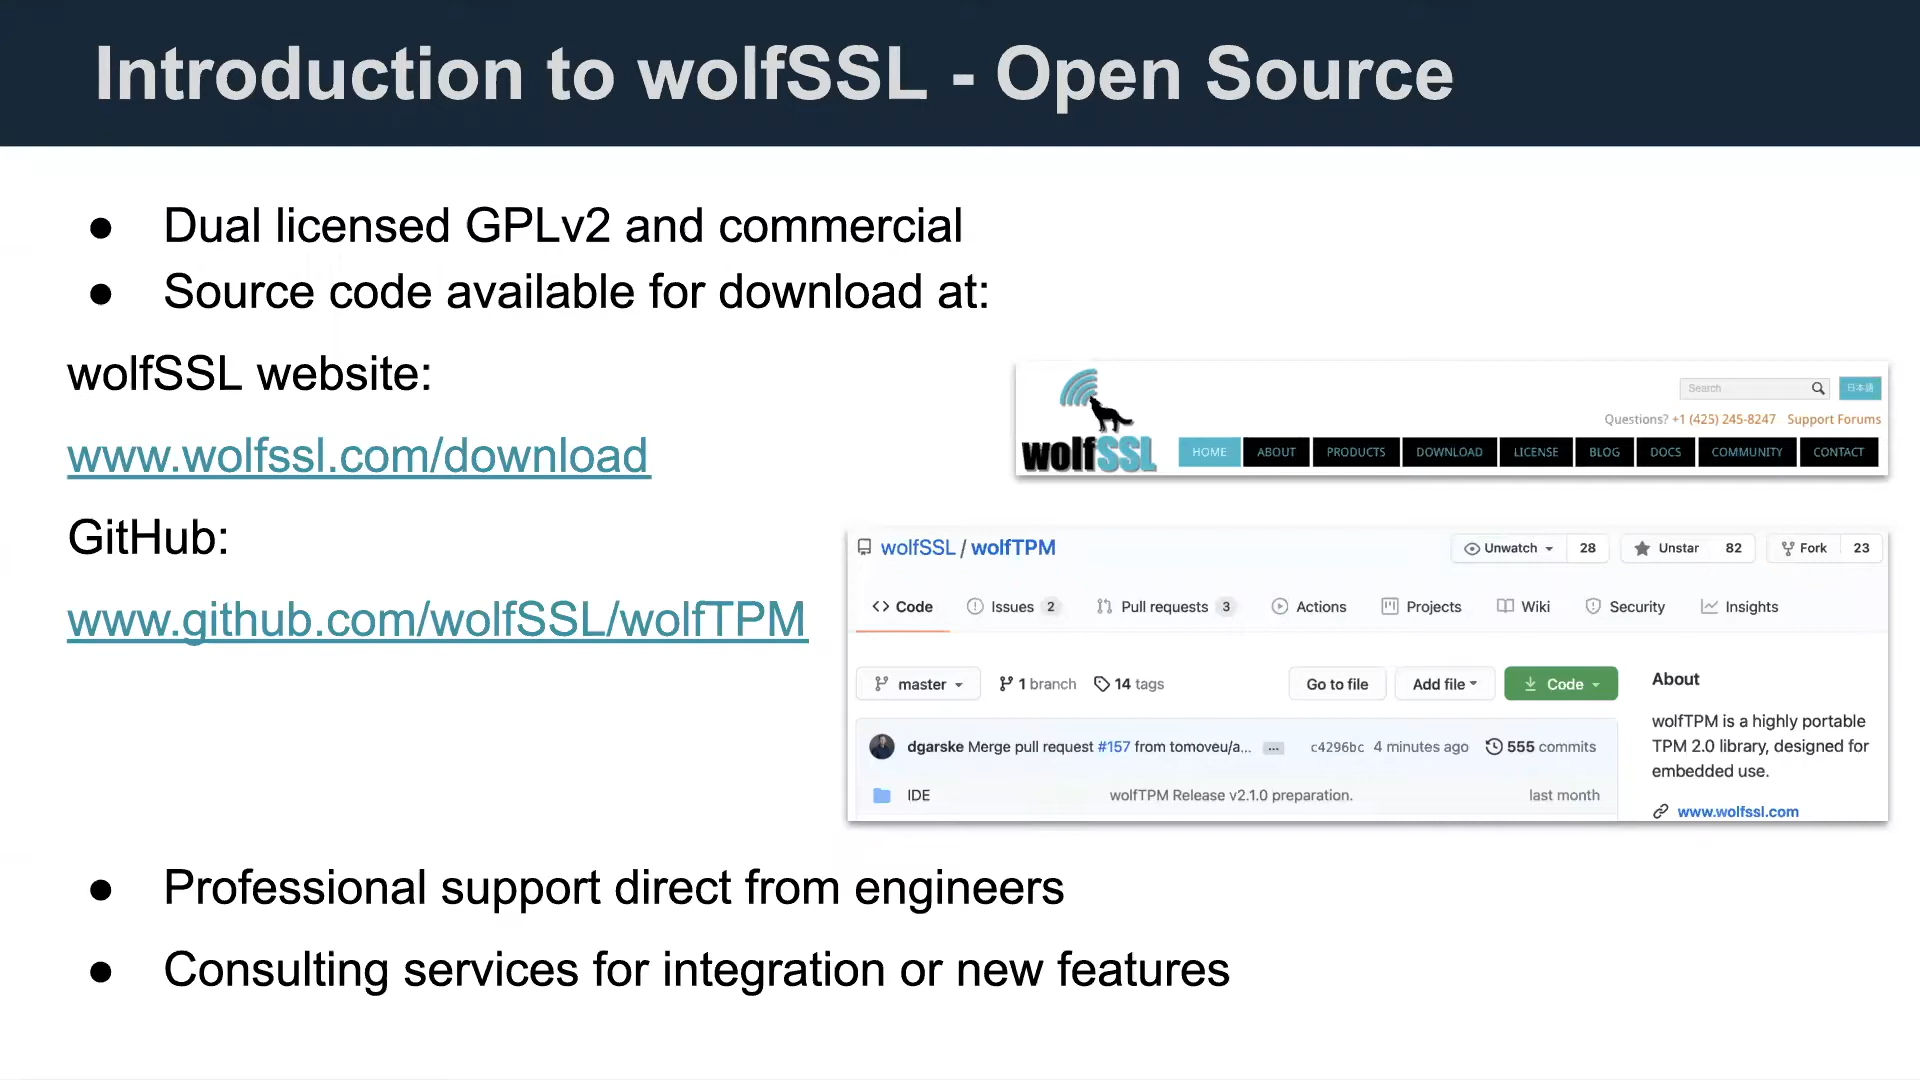 Introduction to wolfSSL - Open Source
● Dual licensed GPLv2 and commercial
● Source code available for download at:
wolfSSL website:
www.wolfssl.com/download
GitHub:
www.github.com/wolfSSL/wolfTPM
Search 日本語
Questions? +1 (425) 245-8247 Support Forums
wolfSSL HOME ABOUT PRODUCTS DOWNLOAD LICENSE BLOG DOCS COMMUNITY CONTACT
wolfSSL / wolfTPM Unwatch 28 Unstar 82 Fork 23
Code Issues 2 Pull requests 3 Actions Projects Wiki Security Insights
master 1 branch 14 tags Go to file Add file Code
About
wolfTPM is a highly portable
TPM 2.0 library, designed for
embedded use.
www.wolfssl.com
dgarske Merge pull request #157 from tomoveu/a... ... c4296bc 4 minutes ago 555 commits
IDE wolfTPM Release v2.1.0 preparation. last month
● Professional support direct from engineers
● Consulting services for integration or new features